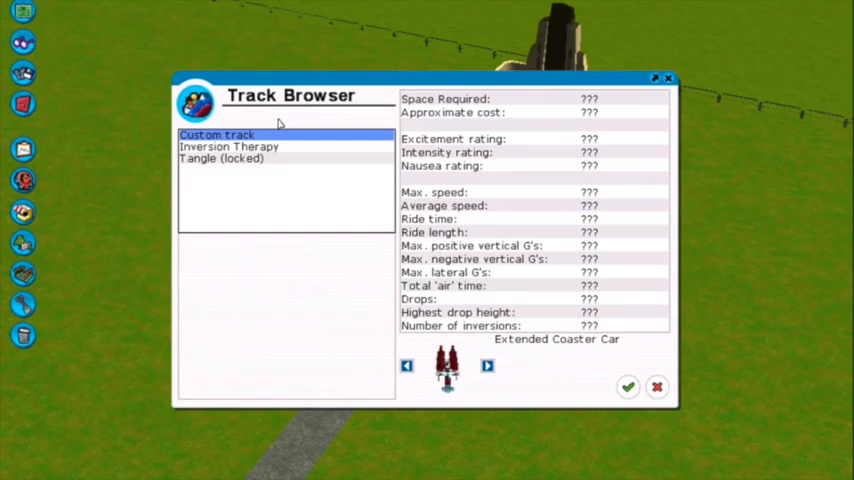 Track Browser
Custom track
Inversion Therapy
Tangle (locked)
Space Required: ???
Approximate cost: ???
Excitement rating: ???
Intensity rating: ???
Nausea rating: ???
Max. speed: ???
Average speed: ???
Ride time: ???
Ride length: ???
Max. positive vertical G's: ???
Max. negative vertical G's: ???
Max. lateral G's: ???
Total 'air' time: ???
Drops: ???
Highest drop height: ???
Number of inversions: ???
Extended Coaster Car